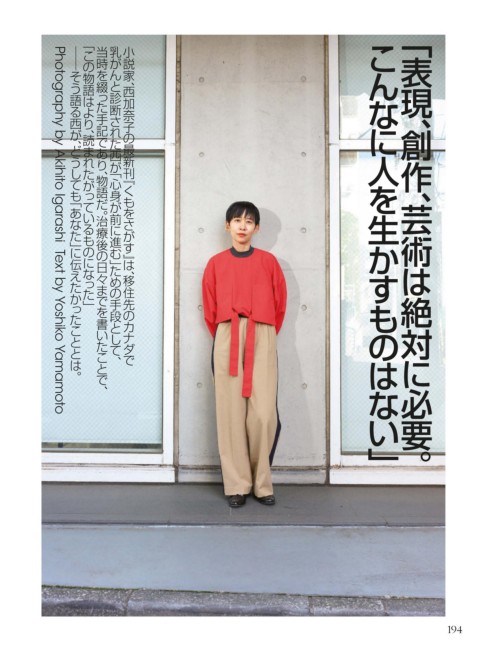 「表現、創作、芸術は絶対に必要。
こんなに人を生かすものはない」
小説家、西加奈子の最新刊『くもをさがす』は、移住先のカナダで
乳がんと診断された西が「心身が前に進む」ための手段として、
当時を綴った手記であり、物語だ。治療後の日々までを書いたことで、
「この物語はより、読まれたがっているものになった」
── そう語る西が、どうしても「あなた」に伝えたかったこととは。
Photography by Akihito Igarashi Text by Yoshiko Yamamoto
194